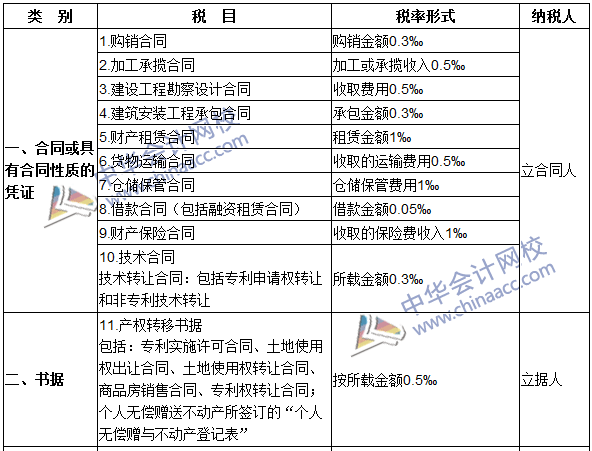 类 别 税 目 税率形式 纳税人
1.购销合同 购销金额0.3‰
2.加工承揽合同 加工或承揽收入0.5‰
3.建设工程勘察设计合同 收取费用0.5‰
4.建筑安装工程承包合同 承包金额0.3‰
5.财产租赁合同 租赁金额1‰
6.货物运输合同 收取的运输费用0.5‰
7.仓储保管合同 仓储保管费用1‰
8.借款合同（包括融资租赁合同） 借款金额0.05‰
9.财产保险合同 收取的保险费收入1‰
一、合同或具
有合同性质的
凭证
10.技术合同
技术转让合同：包括专利申请权转让
和非专利技术转让
所载金额0.3‰
立合同人
二、书据
11.产权转移书据
包括：专利实施许可合同、土地使用
权出让合同、土地使用权转让合同、
商品房销售合同、专利权转让合同；
个人无偿赠送不动产所签订的“个人
无偿赠与不动产登记表”
按所载金额0.5‰
立据人
中华会计网校
www.chinaacc.com
中华会计网校
www.chinaacc.com